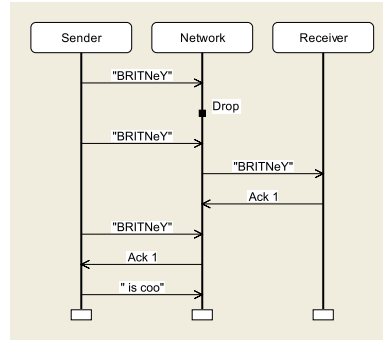 Sender Network Receiver
"BRITNeY"
Drop
"BRITNeY"
"BRITNeY"
Ack 1
"BRITNeY"
Ack 1
" is coo"